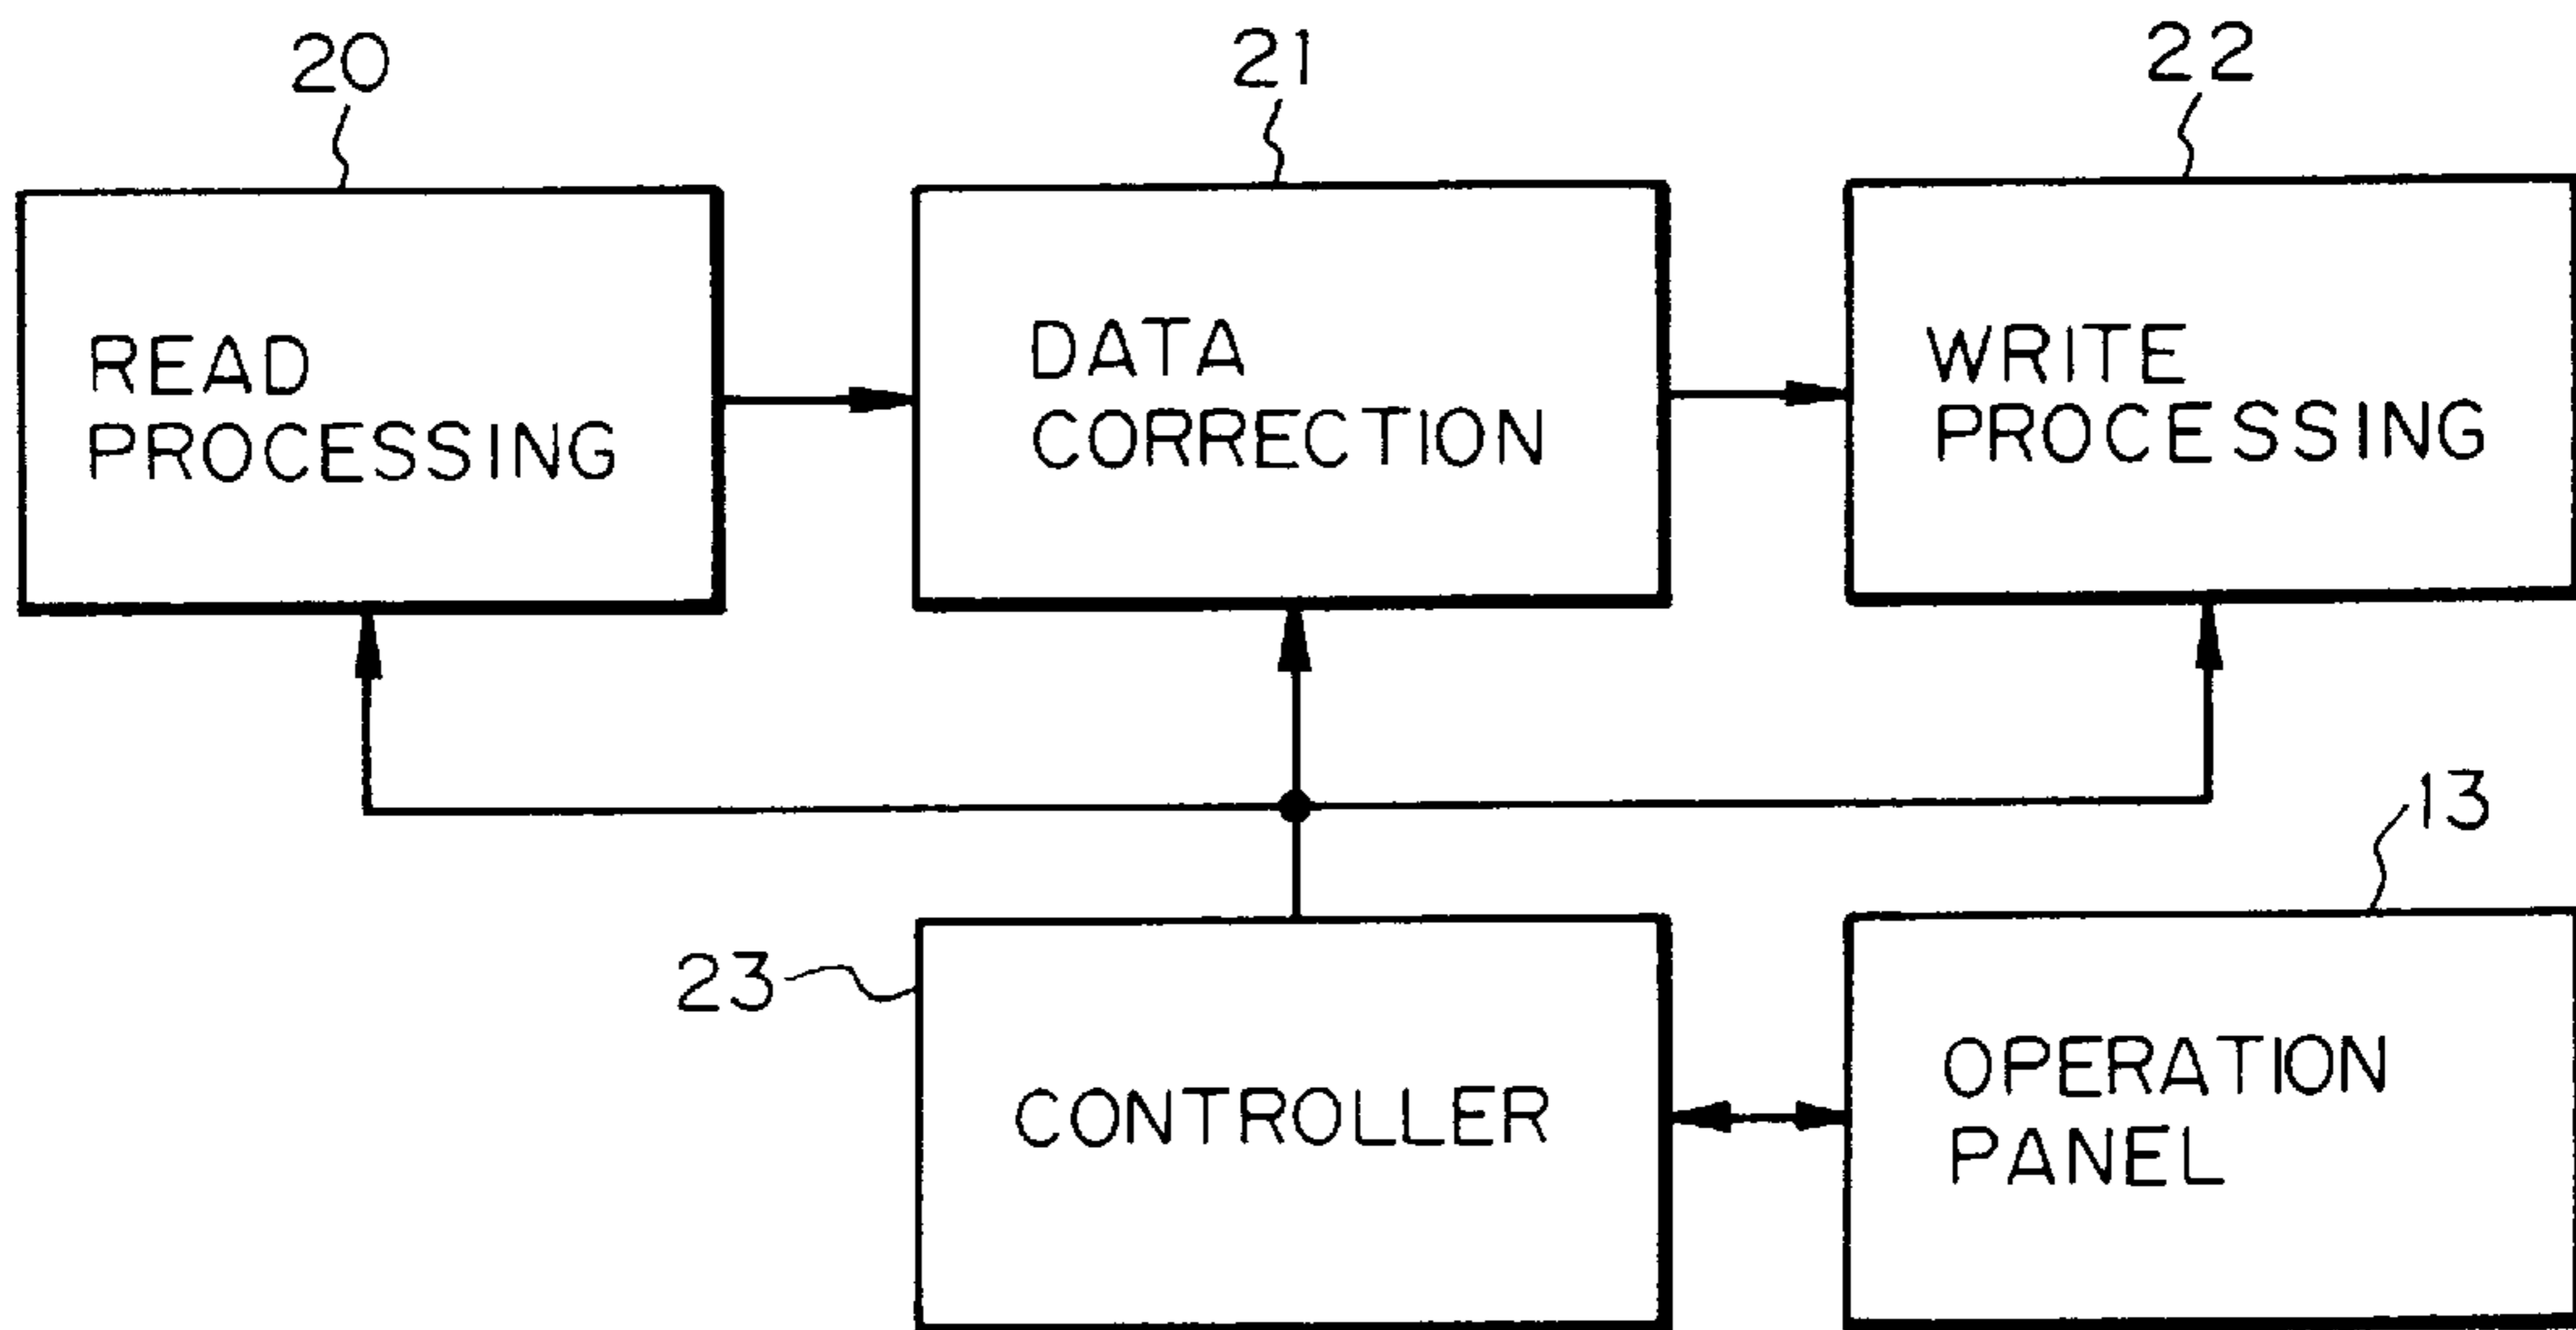 20
21
22
READ
PROCESSING
DATA
CORRECTION
WRITE
PROCESSING
13
23
CONTROLLER
OPERATION
PANEL